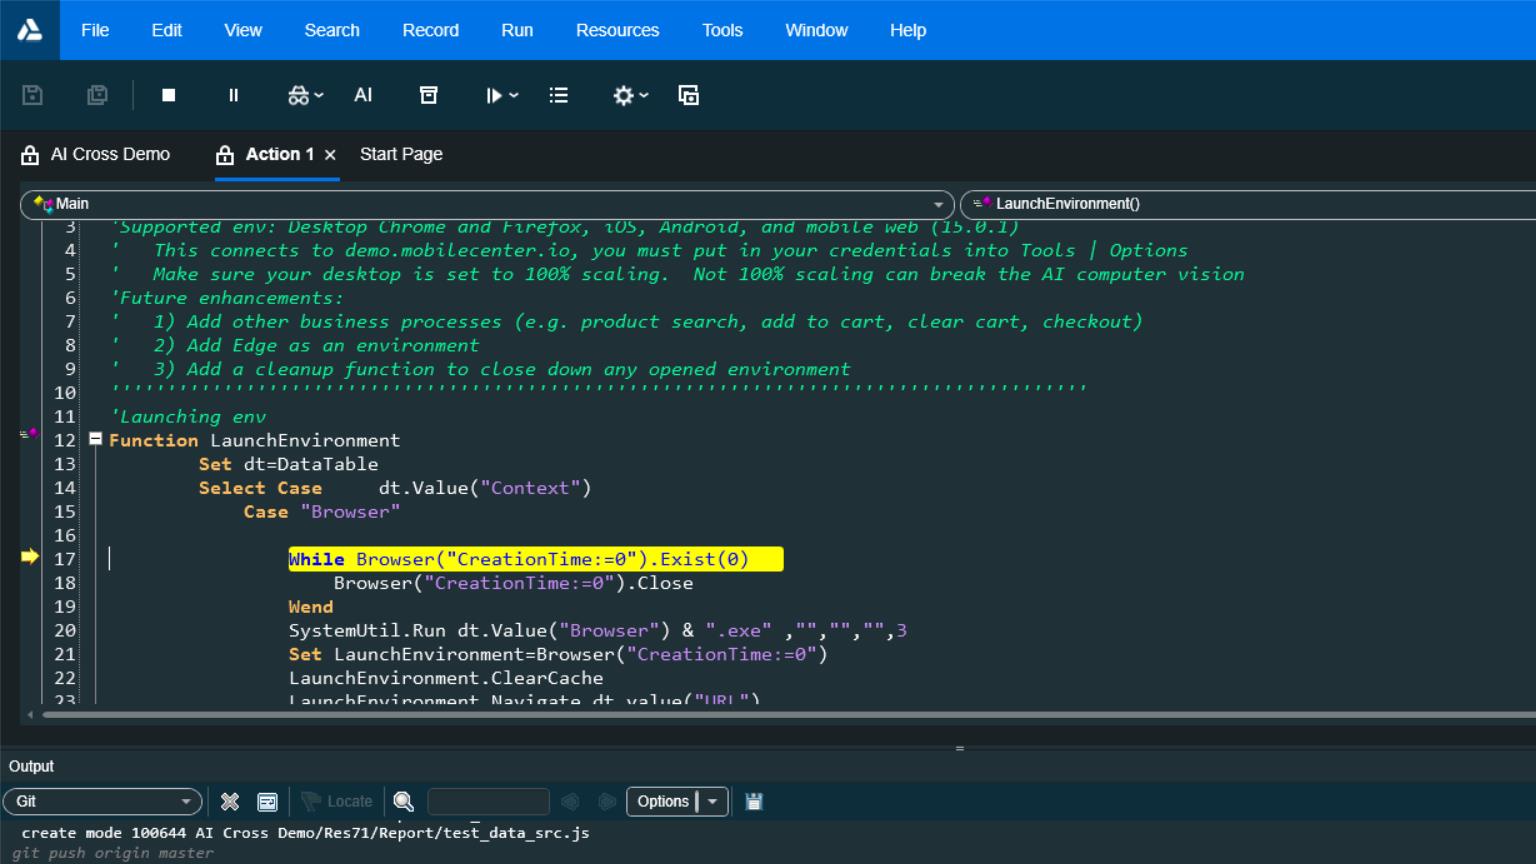 File Edit View Search Record Run Resources Tools Window Help
AI
AI Cross Demo Action 1 Start Page
Main LaunchEnvironment()
3 'Supported env: Desktop Chrome and Firefox, iOS, Android, and mobile web (15.0.1)
4 ' This connects to demo.mobilecenter.io, you must put in your credentials into Tools | Options
5 ' Make sure your desktop is set to 100% scaling. Not 100% scaling can break the AI computer vision
6 'Future enhancements:
7 ' 1) Add other business processes (e.g. product search, add to cart, clear cart, checkout)
8 ' 2) Add Edge as an environment
9 ' 3) Add a cleanup function to close down any opened environment
10 '''''''''''''''''''''''''''''''''''''''''''''''''''''''''''''''''''''''''''''''''''''''
11 'Launching env
12 Function LaunchEnvironment
13 Set dt=DataTable
14 Select Case dt.Value("Context")
15 Case "Browser"
16
17 While Browser("CreationTime:=0").Exist(0)
18 Browser("CreationTime:=0").Close
19 Wend
20 SystemUtil.Run dt.Value("Browser") & ".exe" ,"","","",3
21 Set LaunchEnvironment=Browser("CreationTime:=0")
22 LaunchEnvironment.ClearCache
23 LaunchEnvironment.Navigate dt.value("URL")
Output
Git Locate Options
create mode 100644 AI Cross Demo/Res71/Report/test_data_src.js
git push origin master